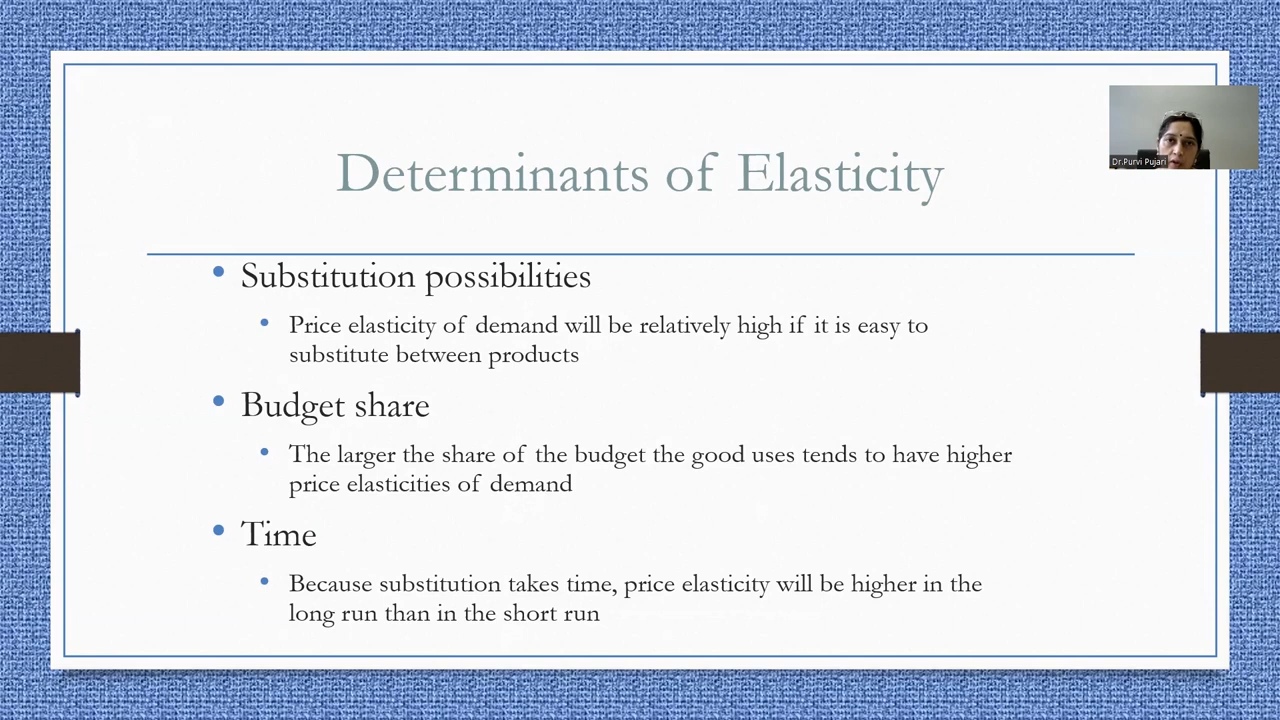 Determinants of Elasticity
Dr.Purvi Pujari
Substitution possibilities
Price elasticity of demand will be relatively high if it is easy to
substitute between products
Budget share
The larger the share of the budget the good uses tends to have higher
price elasticities of demand
Time
Because substitution takes time, price elasticity will be higher in the
long run than in the short run